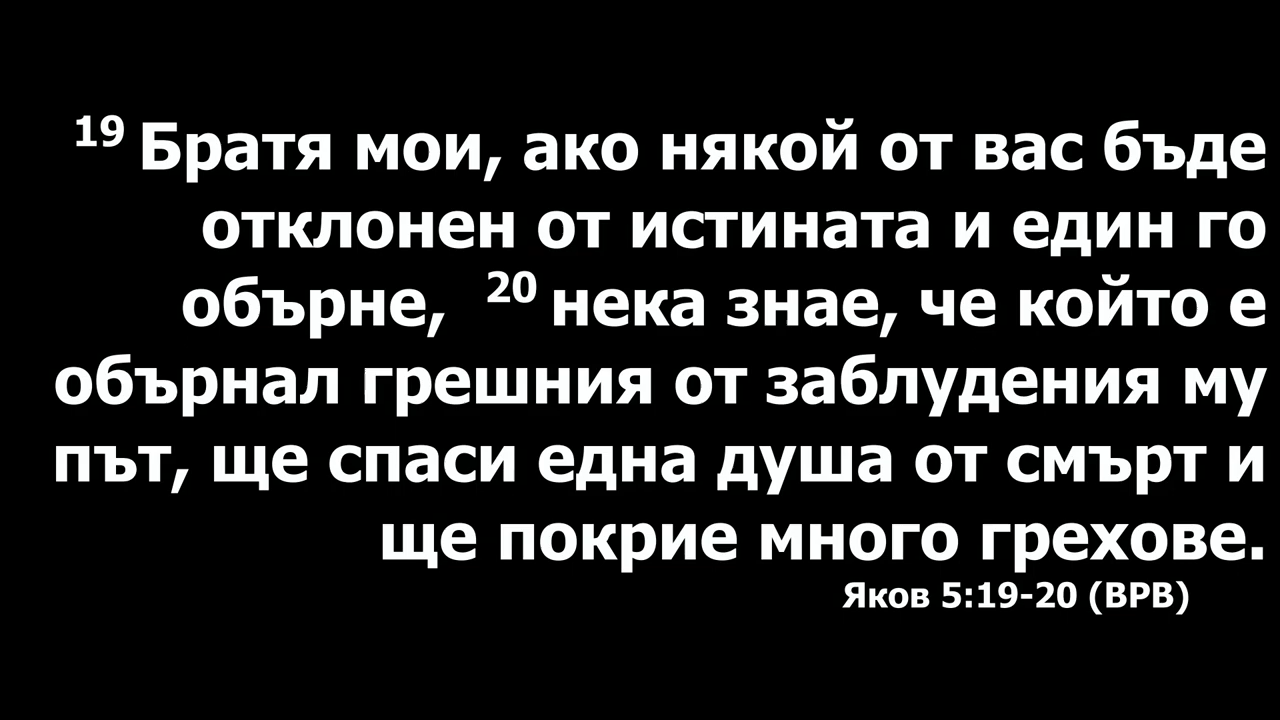 19 Братя мои, ако някой от вас бъде
отклонен от истината и един го
обърне, 20 нека знае, че който е
обърнал грешния от заблудения му
път, ще спаси една душа от смърт и
ще покрие много грехове.
Яков 5:19-20 (ВРВ)